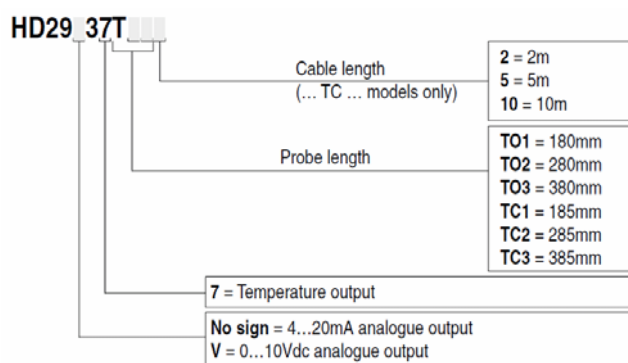 HD29 37T
Cable length
(... TC ... models only)
2 = 2m
5 = 5m
10 = 10m
Probe length
TO1 = 180mm
TO2 = 280mm
TO3 = 380mm
TC1 = 185mm
TC2 = 285mm
TC3 = 385mm
7 = Temperature output
No sign = 4...20mA analogue output
V = 0...10Vdc analogue output